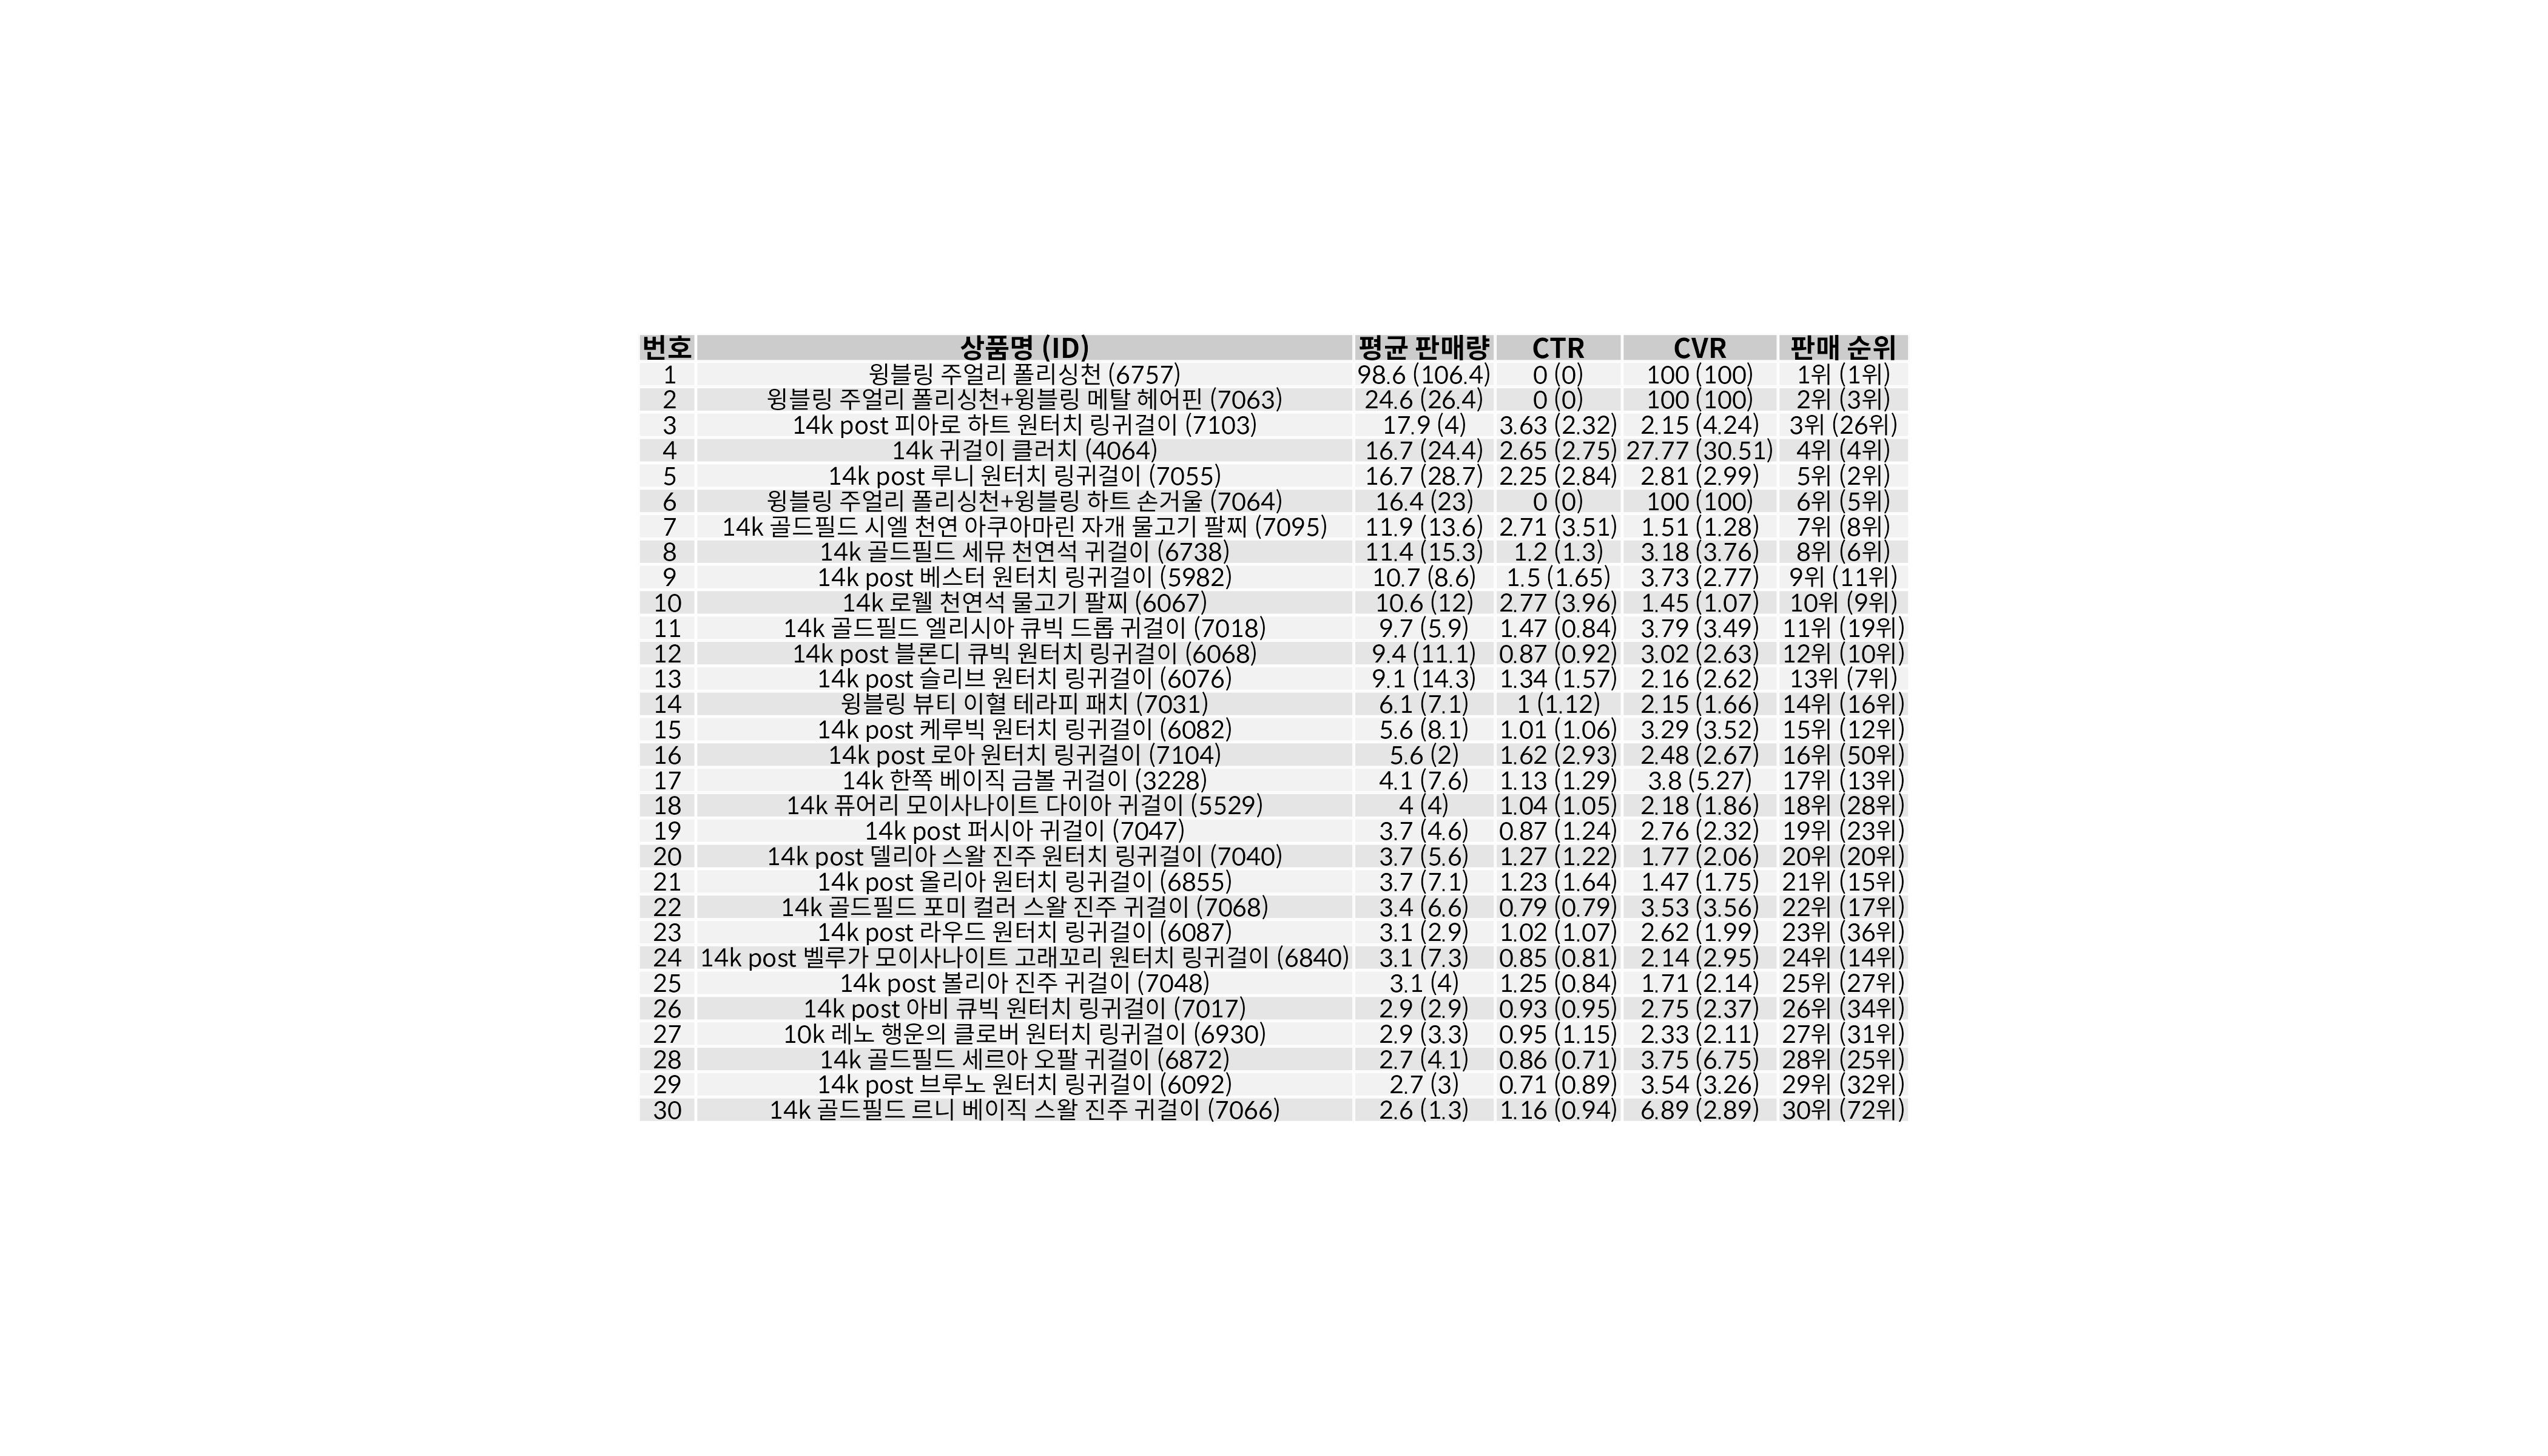 번호 상품명 (ID) 평균 판매량 CTR CVR 판매 순위
1 윙블링 주얼리 폴리싱천 (6757) 98.6 (106.4) 0 (0) 100 (100) 1위 (1위)
2 윙블링 주얼리 폴리싱천+윙블링 메탈 헤어핀 (7063) 24.6 (26.4) 0 (0) 100 (100) 2위 (3위)
3 14k post 피아로 하트 원터치 링귀걸이 (7103) 17.9 (4) 3.63 (2.32) 2.15 (4.24) 3위 (26위)
4 14k 귀걸이 클러치 (4064) 16.7 (24.4) 2.65 (2.75) 27.77 (30.51) 4위 (4위)
5 14k post 루니 원터치 링귀걸이 (7055) 16.7 (28.7) 2.25 (2.84) 2.81 (2.99) 5위 (2위)
6 윙블링 주얼리 폴리싱천+윙블링 하트 손거울 (7064) 16.4 (23) 0 (0) 100 (100) 6위 (5위)
7 14k 골드필드 시엘 천연 아쿠아마린 자개 물고기 팔찌 (7095) 11.9 (13.6) 2.71 (3.51) 1.51 (1.28) 7위 (8위)
8 14k 골드필드 세뮤 천연석 귀걸이 (6738) 11.4 (15.3) 1.2 (1.3) 3.18 (3.76) 8위 (6위)
9 14k post 베스터 원터치 링귀걸이 (5982) 10.7 (8.6) 1.5 (1.65) 3.73 (2.77) 9위 (11위)
10 14k 로웰 천연석 물고기 팔찌 (6067) 10.6 (12) 2.77 (3.96) 1.45 (1.07) 10위 (9위)
11 14k 골드필드 엘리시아 큐빅 드롭 귀걸이 (7018) 9.7 (5.9) 1.47 (0.84) 3.79 (3.49) 11위 (19위)
12 14k post 블론디 큐빅 원터치 링귀걸이 (6068) 9.4 (11.1) 0.87 (0.92) 3.02 (2.63) 12위 (10위)
13 14k post 슬리브 원터치 링귀걸이 (6076) 9.1 (14.3) 1.34 (1.57) 2.16 (2.62) 13위 (7위)
14 윙블링 뷰티 이혈 테라피 패치 (7031) 6.1 (7.1) 1 (1.12) 2.15 (1.66) 14위 (16위)
15 14k post 케루빅 원터치 링귀걸이 (6082) 5.6 (8.1) 1.01 (1.06) 3.29 (3.52) 15위 (12위)
16 14k post 로아 원터치 링귀걸이 (7104) 5.6 (2) 1.62 (2.93) 2.48 (2.67) 16위 (50위)
17 14k 한쪽 베이직 금볼 귀걸이 (3228) 4.1 (7.6) 1.13 (1.29) 3.8 (5.27) 17위 (13위)
18 14k 퓨어리 모이사나이트 다이아 귀걸이 (5529) 4 (4) 1.04 (1.05) 2.18 (1.86) 18위 (28위)
19 14k post 퍼시아 귀걸이 (7047) 3.7 (4.6) 0.87 (1.24) 2.76 (2.32) 19위 (23위)
20 14k post 델리아 스왈 진주 원터치 링귀걸이 (7040) 3.7 (5.6) 1.27 (1.22) 1.77 (2.06) 20위 (20위)
21 14k post 올리아 원터치 링귀걸이 (6855) 3.7 (7.1) 1.23 (1.64) 1.47 (1.75) 21위 (15위)
22 14k 골드필드 포미 컬러 스왈 진주 귀걸이 (7068) 3.4 (6.6) 0.79 (0.79) 3.53 (3.56) 22위 (17위)
23 14k post 라우드 원터치 링귀걸이 (6087) 3.1 (2.9) 1.02 (1.07) 2.62 (1.99) 23위 (36위)
24 14k post 벨루가 모이사나이트 고래꼬리 원터치 링귀걸이 (6840) 3.1 (7.3) 0.85 (0.81) 2.14 (2.95) 24위 (14위)
25 14k post 볼리아 진주 귀걸이 (7048) 3.1 (4) 1.25 (0.84) 1.71 (2.14) 25위 (27위)
26 14k post 아비 큐빅 원터치 링귀걸이 (7017) 2.9 (2.9) 0.93 (0.95) 2.75 (2.37) 26위 (34위)
27 10k 레노 행운의 클로버 원터치 링귀걸이 (6930) 2.9 (3.3) 0.95 (1.15) 2.33 (2.11) 27위 (31위)
28 14k 골드필드 세르아 오팔 귀걸이 (6872) 2.7 (4.1) 0.86 (0.71) 3.75 (6.75) 28위 (25위)
29 14k post 브루노 원터치 링귀걸이 (6092) 2.7 (3) 0.71 (0.89) 3.54 (3.26) 29위 (32위)
30 14k 골드필드 르니 베이직 스왈 진주 귀걸이 (7066) 2.6 (1.3) 1.16 (0.94) 6.89 (2.89) 30위 (72위)